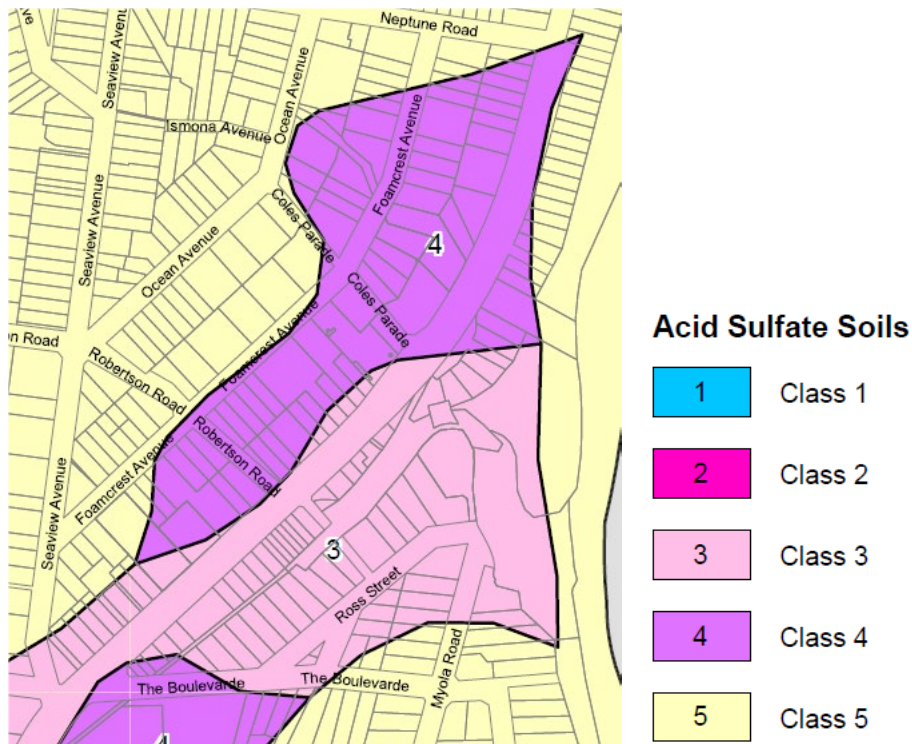 ve
Seaview Avenue
Neptune Road
Ocean Avenue
Ismona Avenue
Foamcrest Avenue
Seaview Avenue
Coles Parade
4
Ocean Avenue
Coles Parade
Foamcrest Avenue
on Road
Robertson Road
Robertson Road
Foamcrest Avenue
Seaview Avenue
3
Ross Street
Myola Road
The Boulevarde
The Boulevarde
4
Acid Sulfate Soils
1 Class 1
2 Class 2
3 Class 3
4 Class 4
5 Class 5